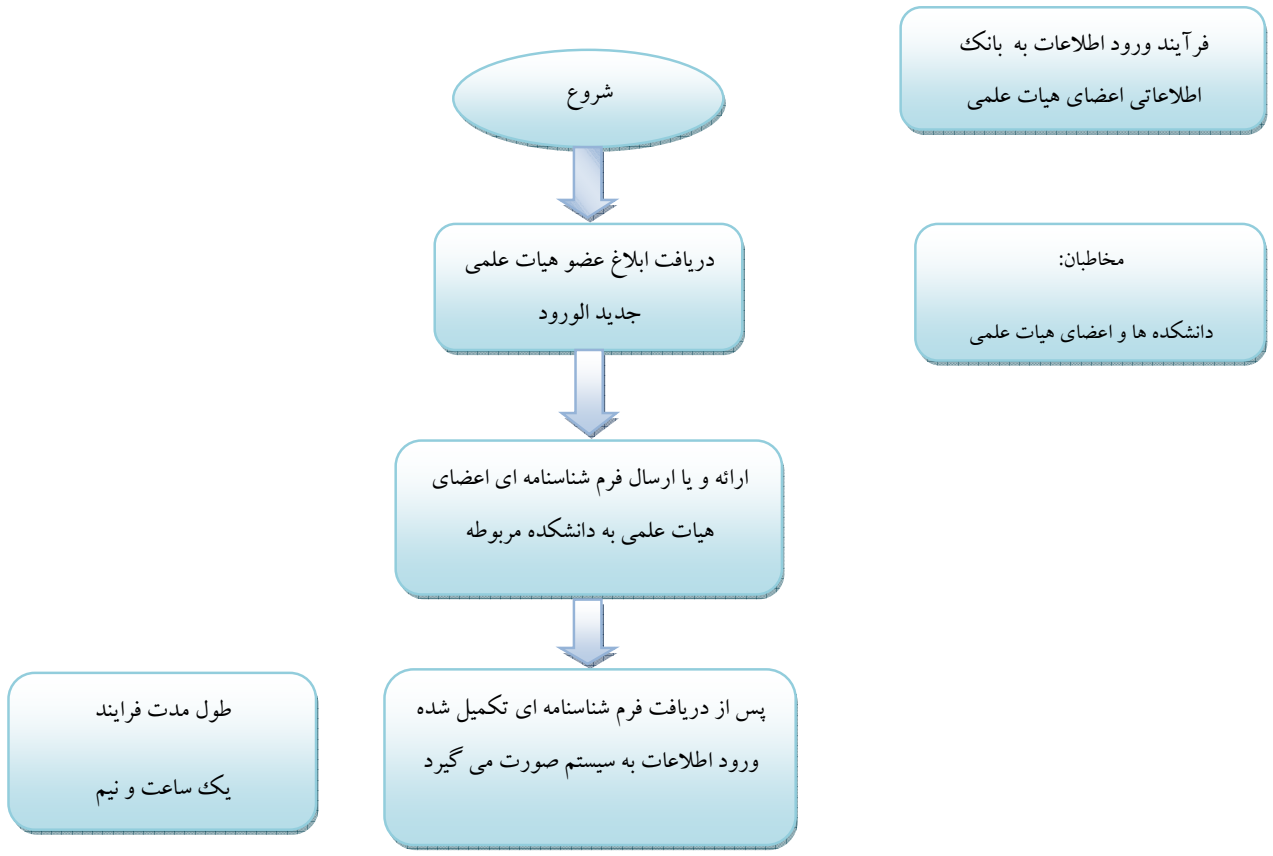 فرآیند ورود اطلاعات به بانک
اطلاعاتی اعضای هیات علمی
شروع
مخاطبان:
دانشکده ها و اعضای هیات علمی
دریافت ابلاغ عضو هیات علمی
جدید الورود
ارائه و یا ارسال فرم شناسنامه ای اعضای
هیات علمی به دانشکده مربوطه
پس از دریافت فرم شناسنامه ای تکمیل شده
ورود اطلاعات به سیستم صورت می گیرد
طول مدت فرایند
یک ساعت و نیم